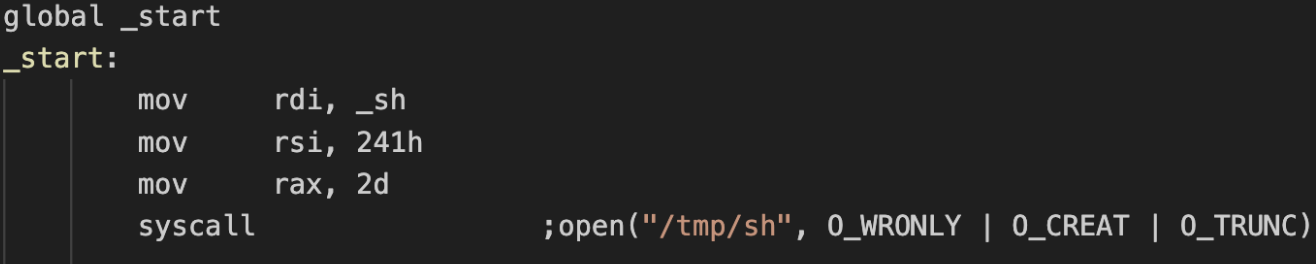 global _start
_start:
mov rdi, _sh
mov rsi, 241h
mov rax, 2d
syscall ;open("/tmp/sh", O_WRONLY | O_CREAT | O_TRUNC)